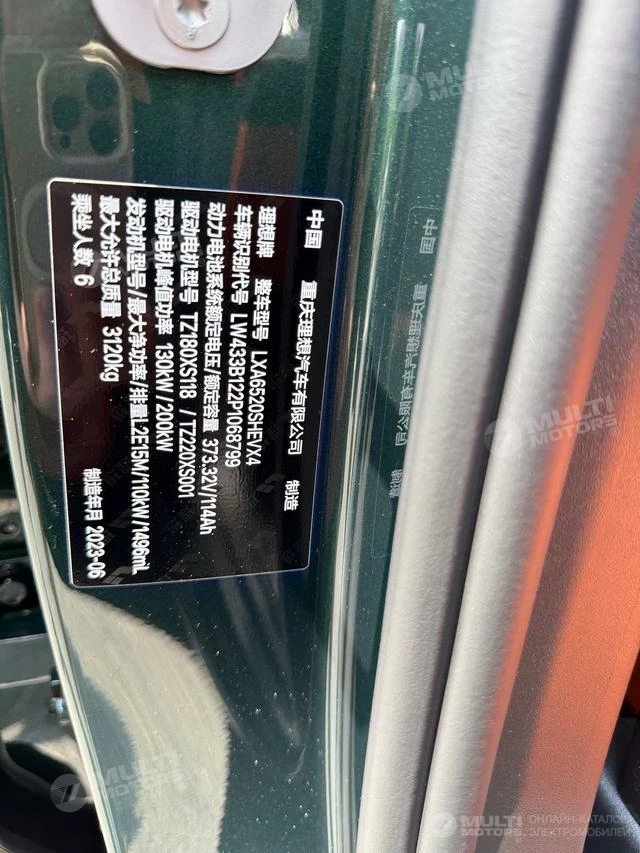 中国 重庆理想汽车有限公司 制造
理想牌 整车型号 LXA6520SHEVX4
车辆识别代号 LW433B122P1068799
动力电池系统额定电压/额定容量 373.32V/114Ah
驱动电机型号 TZ180XS118 /TZ220XS001
驱动电机峰值功率 130kW/200kW
发动机型号/最大净功率/排量L2E15M/110kW/1496mL
最大允许总质量 3120kg 制造年月 2023-06
乘坐人数 6
MULTI
MOTORS
MULTI
MOTORS
MULTI
MOTORS
MULTI
MOTORS
ОНЛАЙН-КАТАЛОГ
ЭЛЕКТРОМОБИЛЕЙ